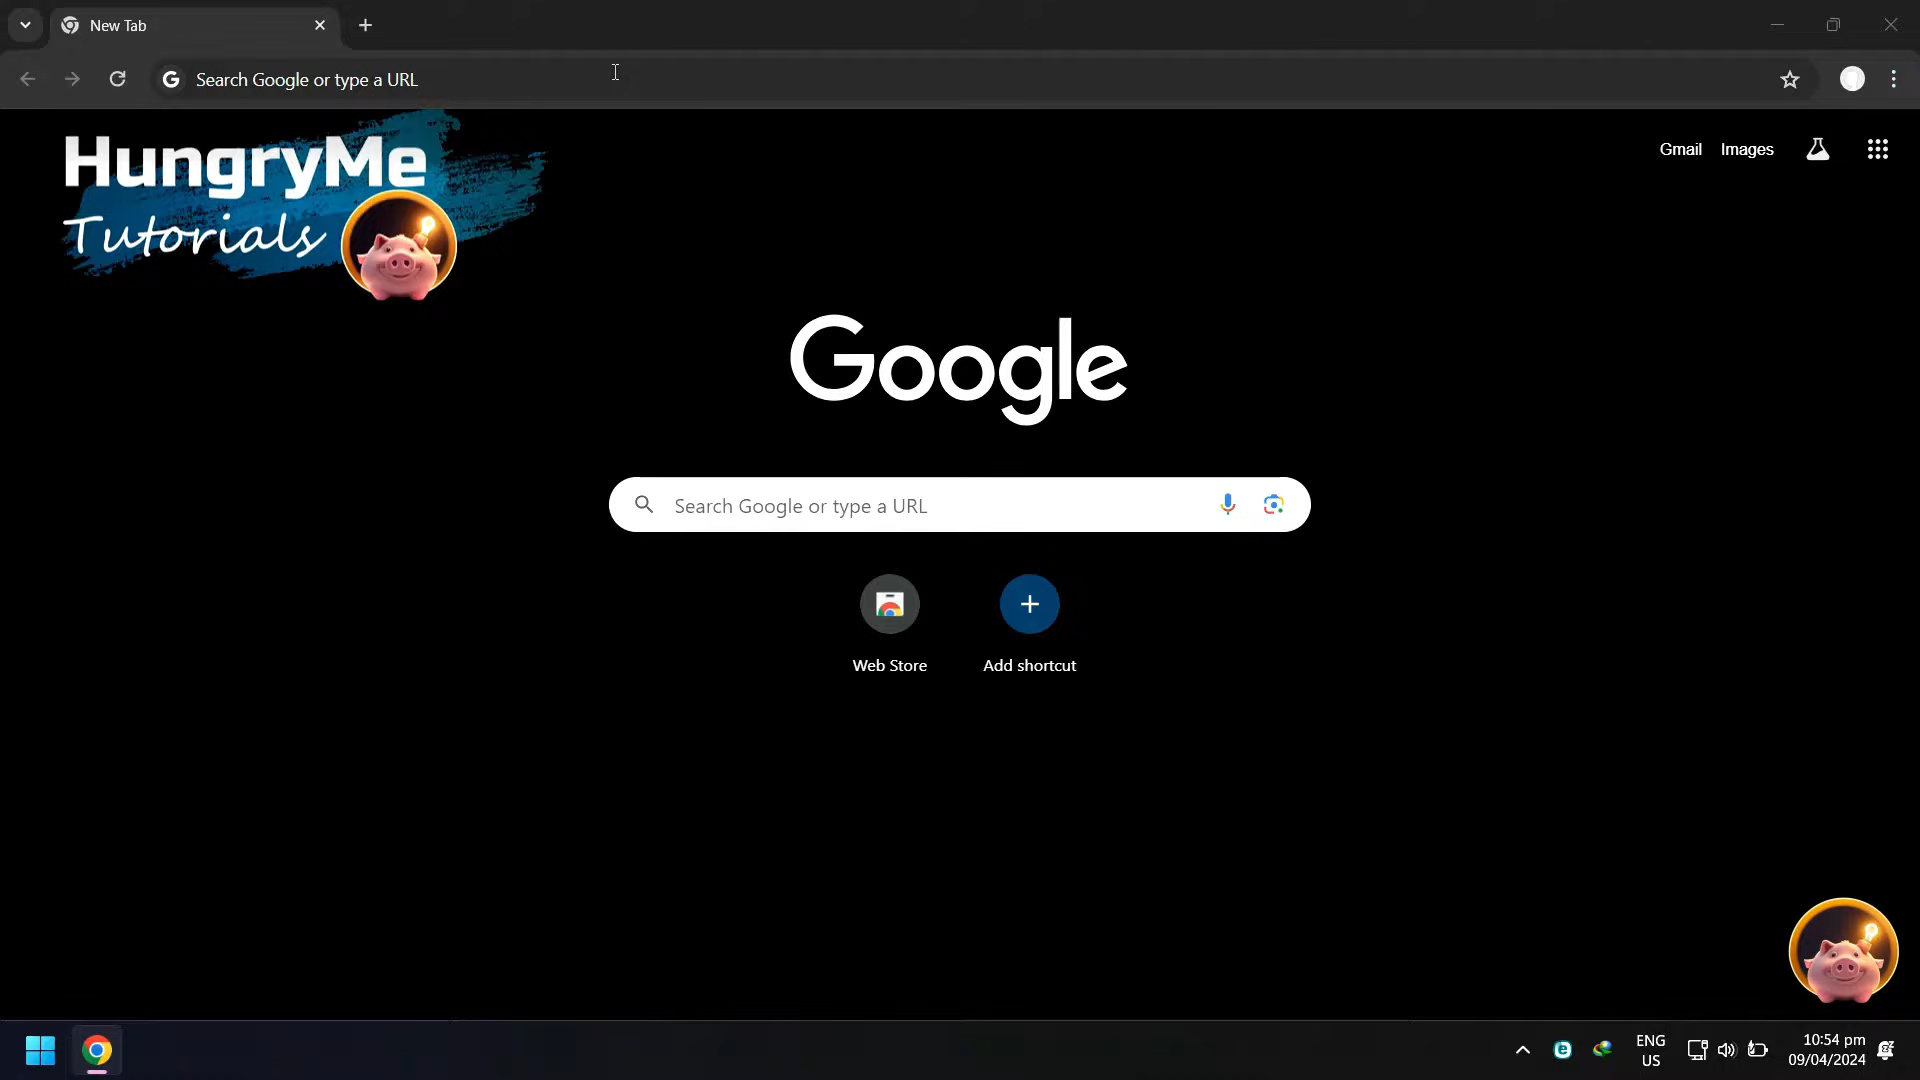 New Tab
Search Google or type a URL
HungryMe
Tutorials
Gmail Images
Google
Search Google or type a URL
Web Store Add shortcut
ENG
US
10:54 pm
09/04/2024